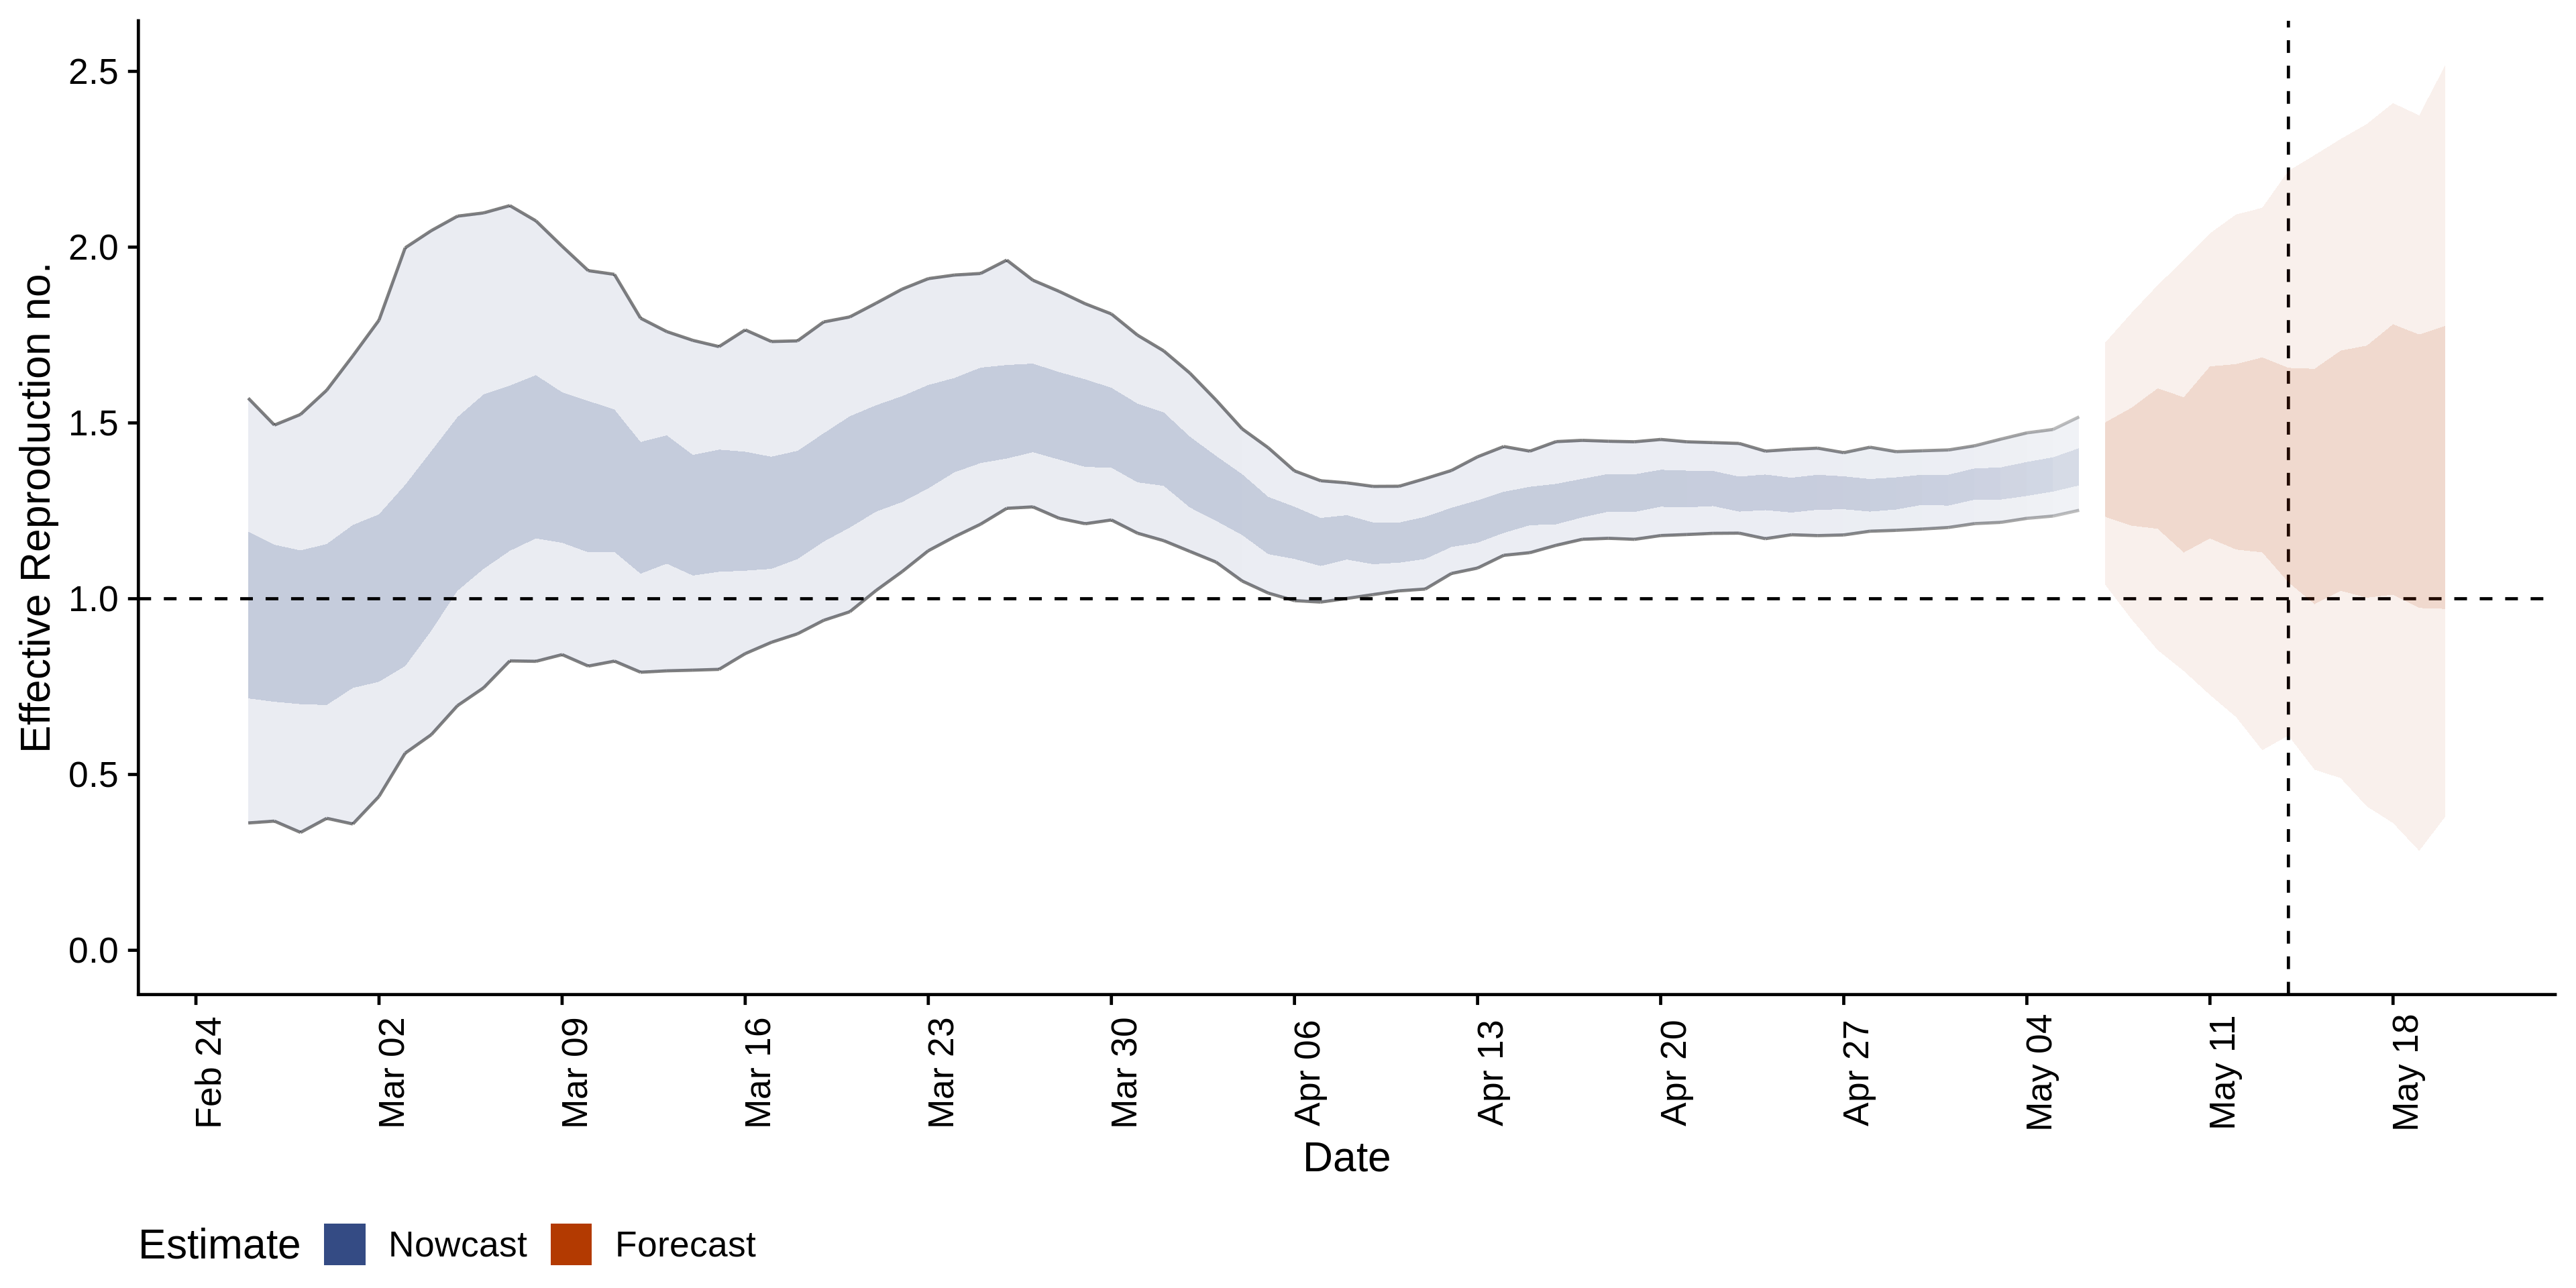 Effective Reproduction no.
2.5
2.0
1.5
1.0
0.5
0.0
Feb 24
Mar 02
Mar 09
Mar 16
Mar 23
Mar 30
Apr 06
Apr 13
Apr 20
Apr 27
May 04
May 11
May 18
Date
Estimate Nowcast Forecast